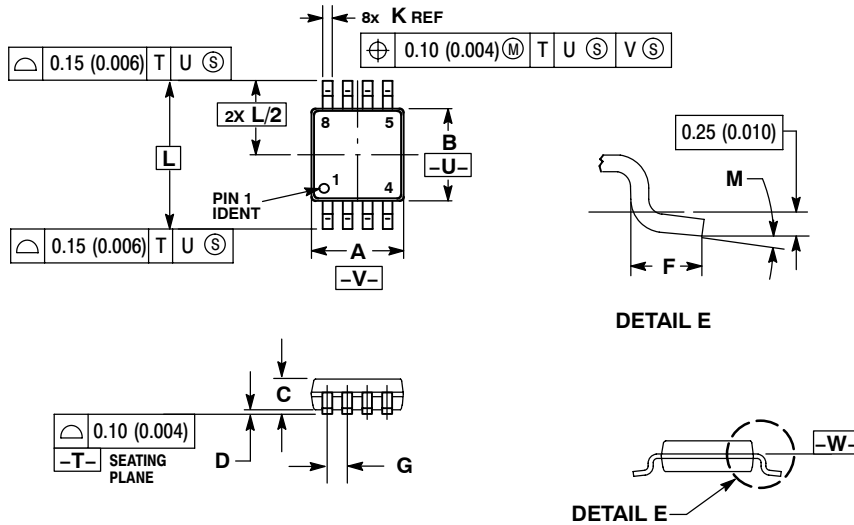 8x K REF
⌖ 0.10 (0.004) Ⓜ T U Ⓢ V Ⓢ
⌓ 0.15 (0.006) T U Ⓢ
2X L/2
8 5
B
–U–
L
PIN 1
IDENT
1 4
⌓ 0.15 (0.006) T U Ⓢ
A
–V–
0.25 (0.010)
M
F
DETAIL E
C
⌓ 0.10 (0.004)
–T– SEATING
PLANE
D
G
–W–
DETAIL E